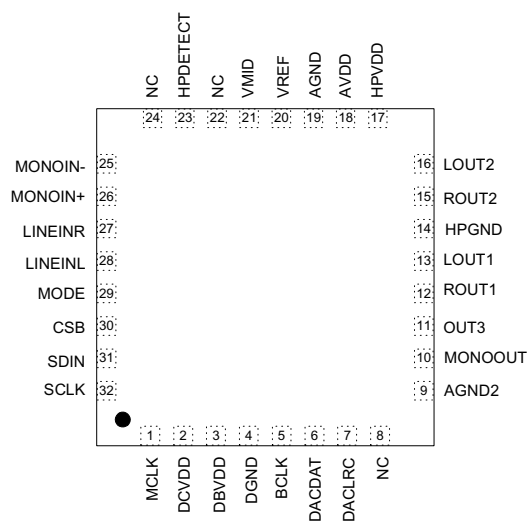 NC HPDETECT NC VMID VREF AGND AVDD HPVDD
24 23 22 21 20 19 18 17
MONOIN- 25 16 LOUT2
MONOIN+ 26 15 ROUT2
LINEINR 27 14 HPGND
LINEINL 28 13 LOUT1
MODE 29 12 ROUT1
CSB 30 11 OUT3
SDIN 31 10 MONOOUT
SCLK 32 9 AGND2
1 2 3 4 5 6 7 8
MCLK DCVDD DBVDD DGND BCLK DACDAT DACLRC NC